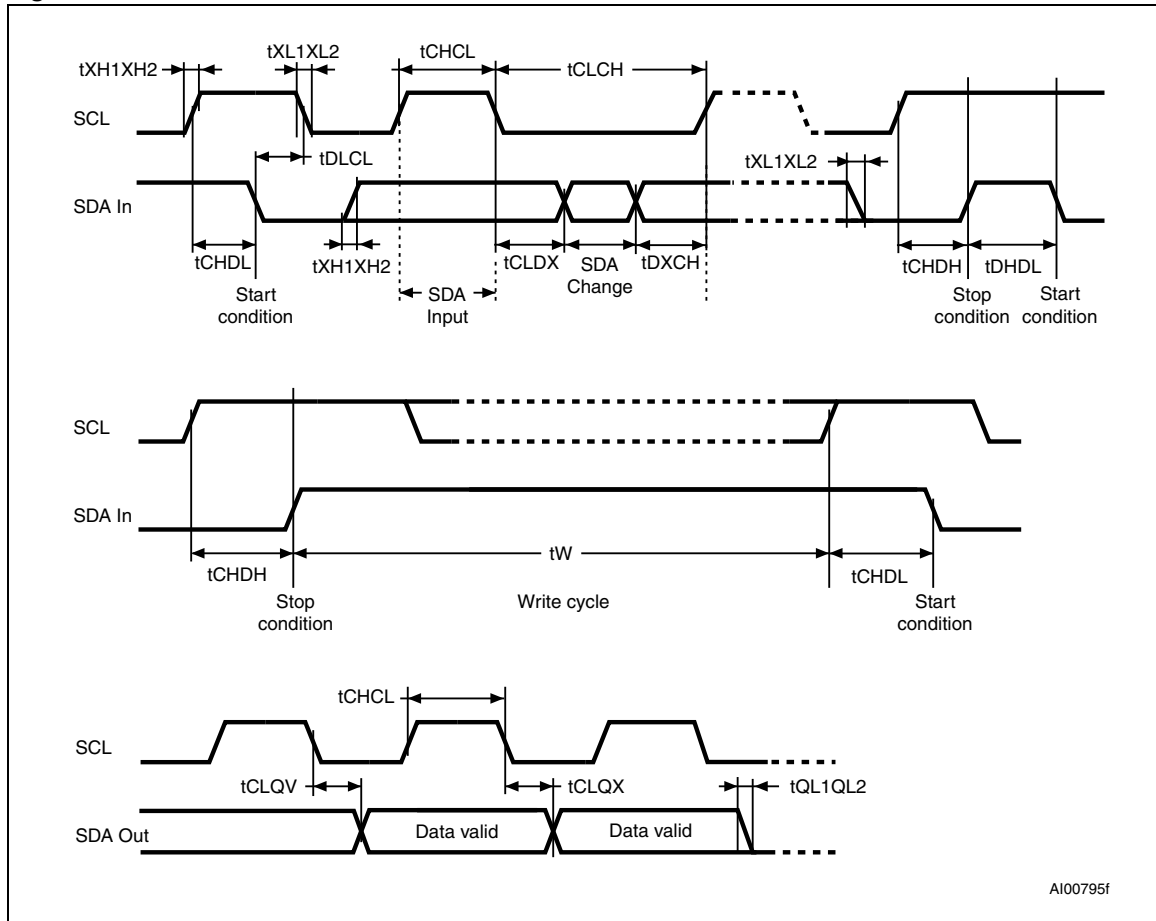 tXH1XH2
tXL1XL2
tCHCL
tCLCH
SCL
tDLCL
tXL1XL2
SDA In
tCHDL
tXH1XH2
tCLDX
SDA
Change
tDXCH
tCHDH
tDHDL
Start
condition
SDA
Input
Stop
condition
Start
condition
SCL
SDA In
tCHDH
tW
tCHDL
Stop
condition
Write cycle
Start
condition
tCHCL
SCL
tCLQV
tCLQX
tQL1QL2
SDA Out
Data valid
Data valid
AI00795f